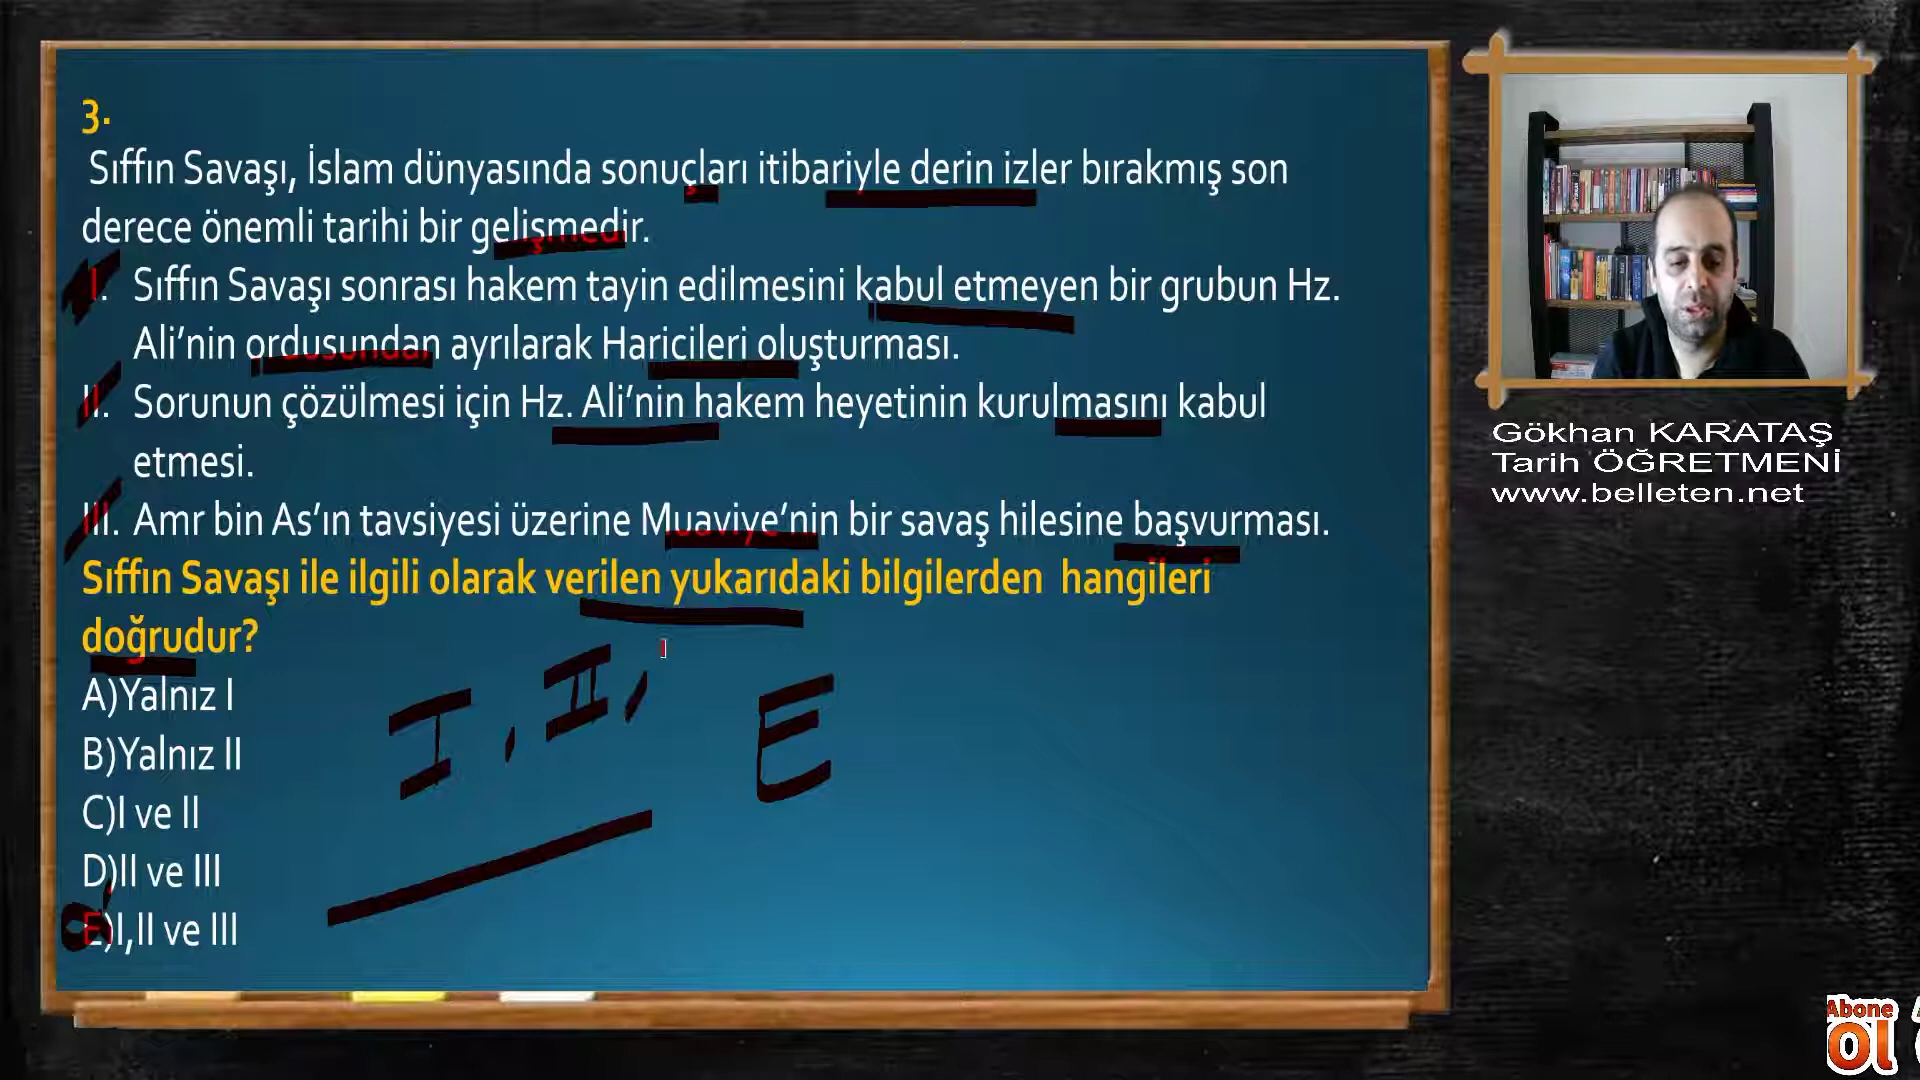 3.
Sıffın Savaşı, İslam dünyasında sonuçları itibariyle derin izler bırakmış son
derece önemli tarihi bir gelişmedir.
I. Sıffın Savaşı sonrası hakem tayin edilmesini kabul etmeyen bir grubun Hz.
Ali’nin ordusundan ayrılarak Haricileri oluşturması.
II. Sorunun çözülmesi için Hz. Ali’nin hakem heyetinin kurulmasını kabul
etmesi.
III. Amr bin As’ın tavsiyesi üzerine Muaviye’nin bir savaş hilesine başvurması.
Sıffın Savaşı ile ilgili olarak verilen yukarıdaki bilgilerden hangileri
doğrudur?
A)Yalnız I
B)Yalnız II
C)I ve II
D)II ve III
E)I,II ve III
I, II, E
Gökhan KARATAŞ
Tarih ÖĞRETMENİ
www.belleten.net
Abone
Ol